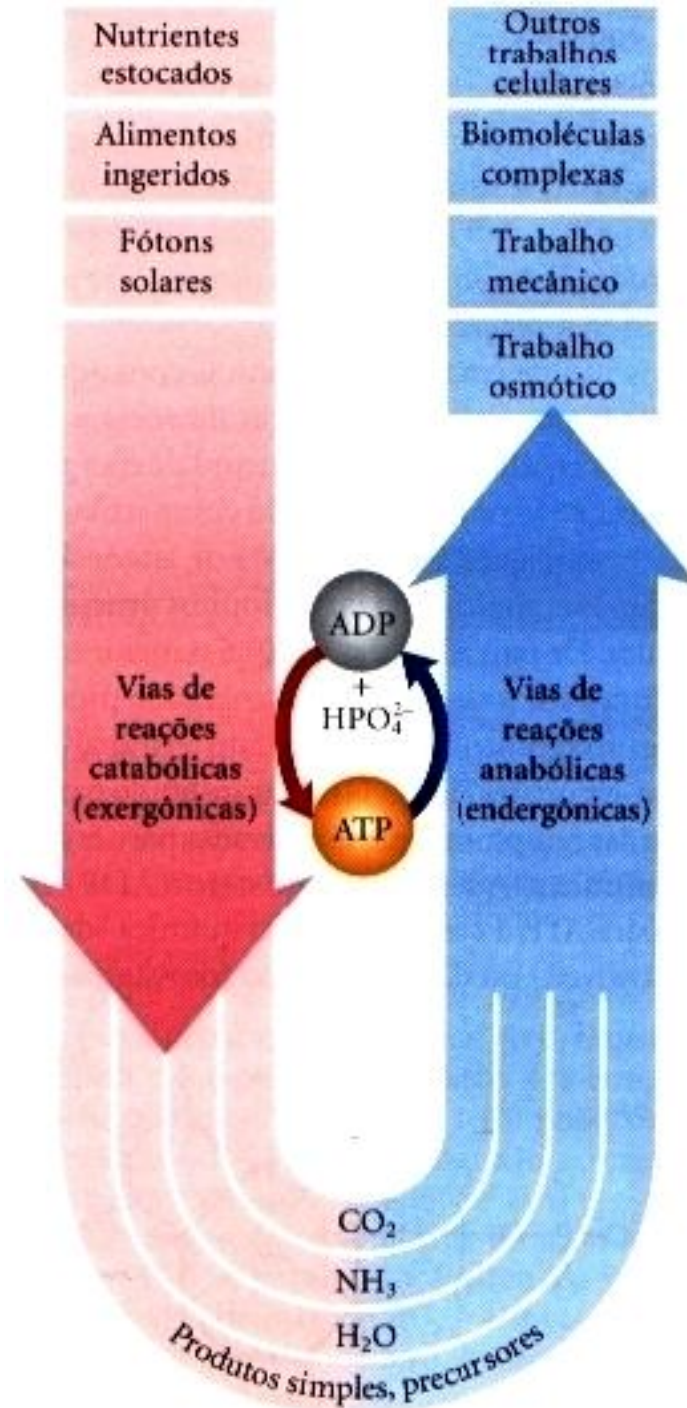 Nutrientes
estocados
Alimentos
ingeridos
Fótons
solares
Vias de
reações
catabólicas
(exergônicas)
ADP
+
HPO₄²⁻
ATP
Outros
trabalhos
celulares
Biomoléculas
complexas
Trabalho
mecânico
Trabalho
osmótico
Vias de
reações
anabólicas
(endergônicas)
CO₂
NH₃
H₂O
Produtos simples, precursores